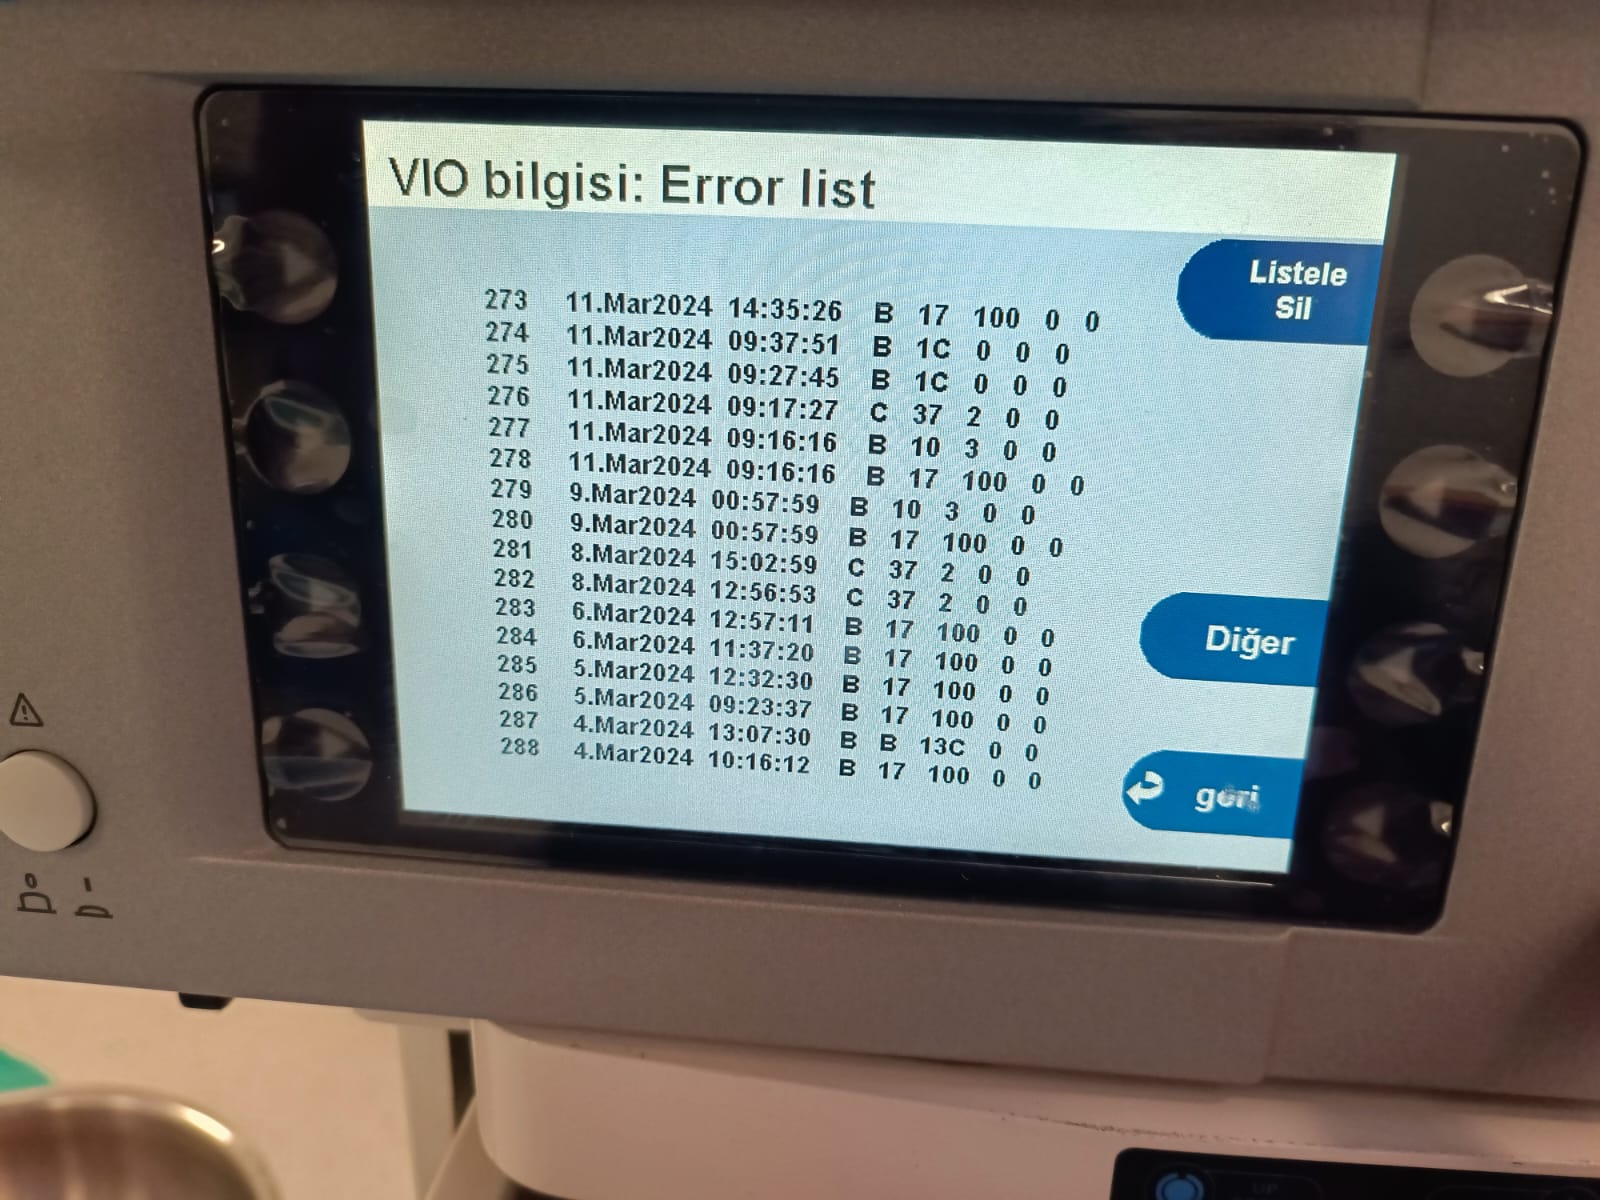 VIO bilgisi: Error list
Listele
Sil
273 11.Mar2024 14:35:26 B 17 100 0 0
274 11.Mar2024 09:37:51 B 1C 0 0 0
275 11.Mar2024 09:27:45 B 1C 0 0 0
276 11.Mar2024 09:17:27 C 37 2 0 0
277 11.Mar2024 09:16:16 B 10 3 0 0
278 11.Mar2024 09:16:16 B 17 100 0 0
279 9.Mar2024 00:57:59 B 10 3 0 0
280 9.Mar2024 00:57:59 B 17 100 0 0
281 8.Mar2024 15:02:59 C 37 2 0 0
282 8.Mar2024 12:56:53 C 37 2 0 0
283 6.Mar2024 12:57:11 B 17 100 0 0
284 6.Mar2024 11:37:20 B 17 100 0 0
285 5.Mar2024 12:32:30 B 17 100 0 0
286 5.Mar2024 09:23:37 B 17 100 0 0
287 4.Mar2024 13:07:30 B B 13C 0 0
288 4.Mar2024 10:16:12 B 17 100 0 0
Diğer
geri
UP